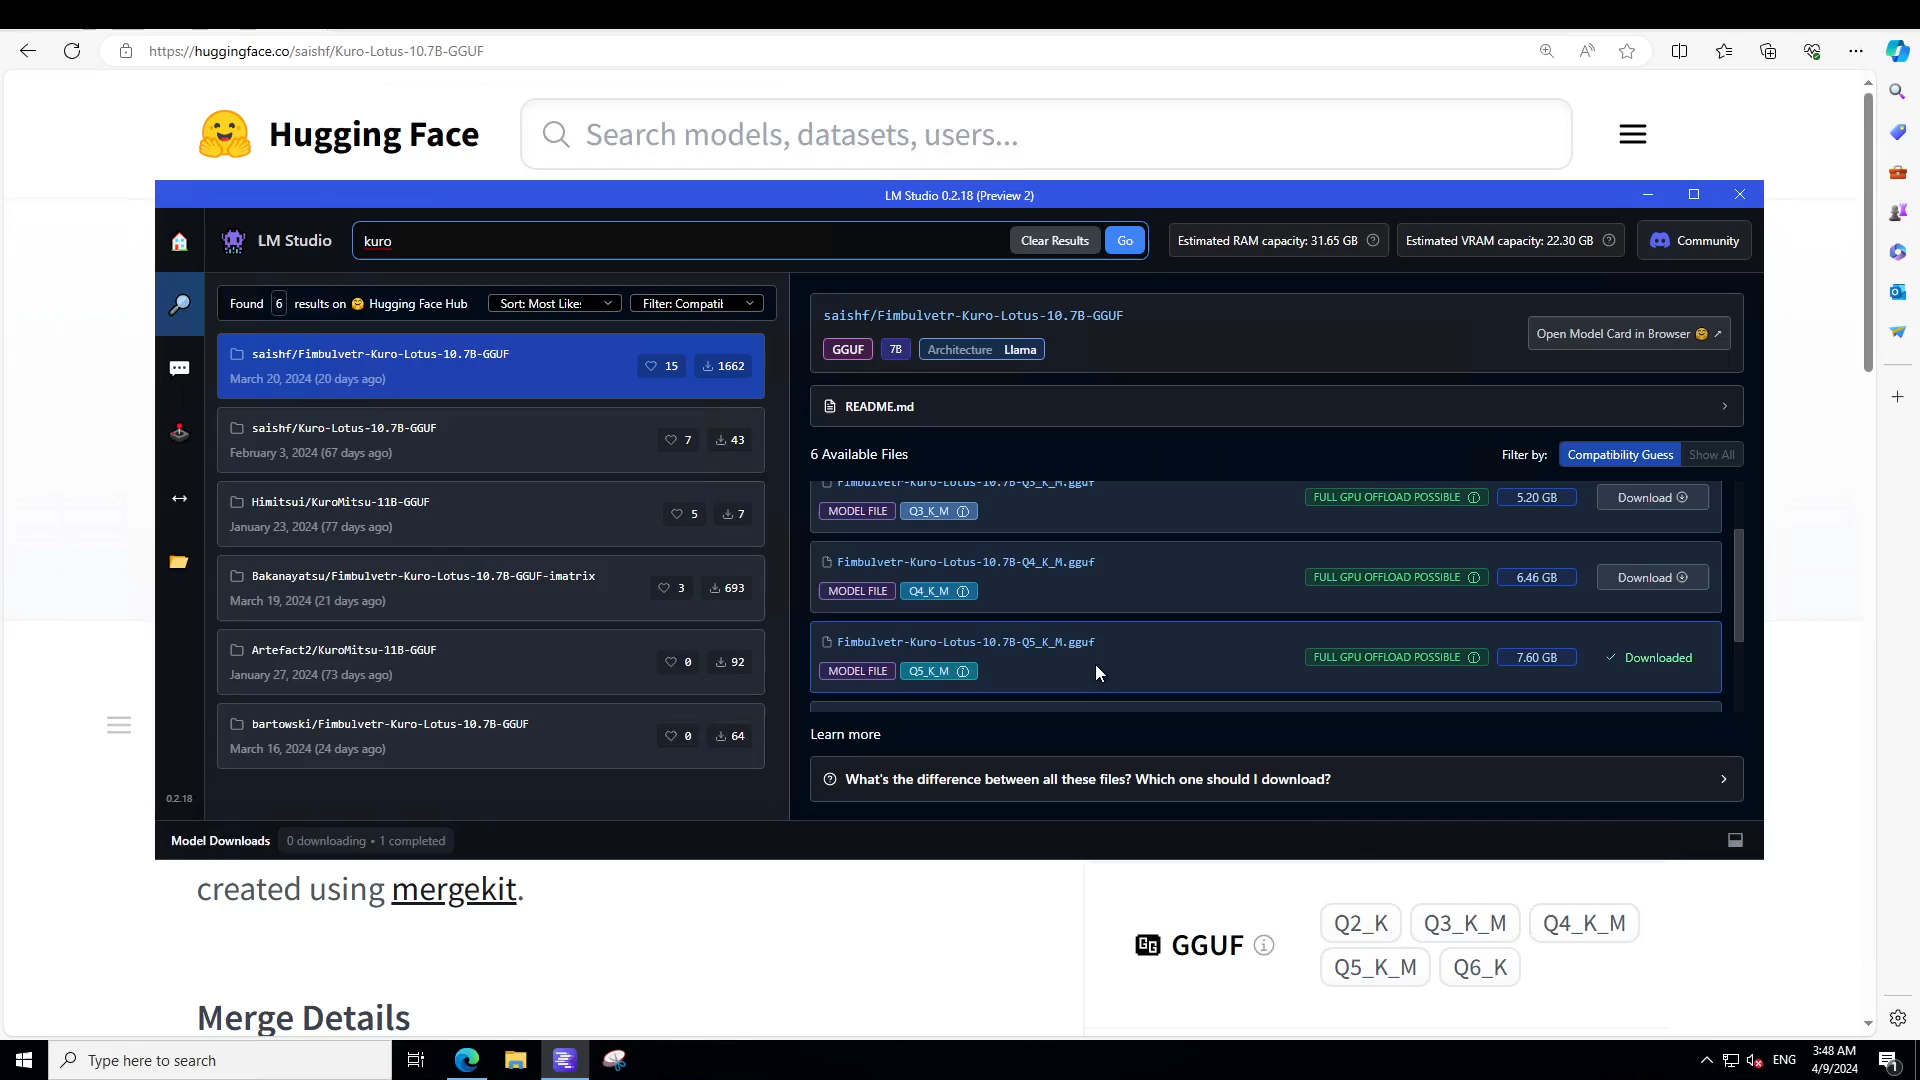 https://huggingface.co/saishf/Kuro-Lotus-10.7B-GGUF
Hugging Face
Search models, datasets, users...
LM Studio 0.2.18 (Preview 2)
LM Studio
kuro
Clear Results
Go
Estimated RAM capacity: 31.65 GB
Estimated VRAM capacity: 22.30 GB
Community
Found 6 results on Hugging Face Hub
Sort: Most Like
Filter: Compati
saishf/Fimbulvetr-Kuro-Lotus-10.7B-GGUF
March 20, 2024 (20 days ago)
15
1662
saishf/Kuro-Lotus-10.7B-GGUF
February 3, 2024 (67 days ago)
7
43
Himitsui/KuroMitsu-11B-GGUF
January 23, 2024 (77 days ago)
5
7
Bakanayatsu/Fimbulvetr-Kuro-Lotus-10.7B-GGUF-imatrix
March 19, 2024 (21 days ago)
3
693
Artefact2/KuroMitsu-11B-GGUF
January 27, 2024 (73 days ago)
0
92
bartowski/Fimbulvetr-Kuro-Lotus-10.7B-GGUF
March 16, 2024 (24 days ago)
0
64
0.2.18
saishf/Fimbulvetr-Kuro-Lotus-10.7B-GGUF
GGUF
7B
Architecture Llama
Open Model Card in Browser
README.md
6 Available Files
Filter by:
Compatibility Guess
Show All
Fimbulvetr-Kuro-Lotus-10.7B-Q3_K_M.gguf
MODEL FILE
Q3_K_M
FULL GPU OFFLOAD POSSIBLE
5.20 GB
Download
Fimbulvetr-Kuro-Lotus-10.7B-Q4_K_M.gguf
MODEL FILE
Q4_K_M
FULL GPU OFFLOAD POSSIBLE
6.46 GB
Download
Fimbulvetr-Kuro-Lotus-10.7B-Q5_K_M.gguf
MODEL FILE
Q5_K_M
FULL GPU OFFLOAD POSSIBLE
7.60 GB
Downloaded
Learn more
What's the difference between all these files? Which one should I download?
Model Downloads
0 downloading • 1 completed
created using mergekit.
Merge Details
GGUF
Q2_K
Q3_K_M
Q4_K_M
Q5_K_M
Q6_K
Type here to search
ENG
3:48 AM
4/9/2024
1